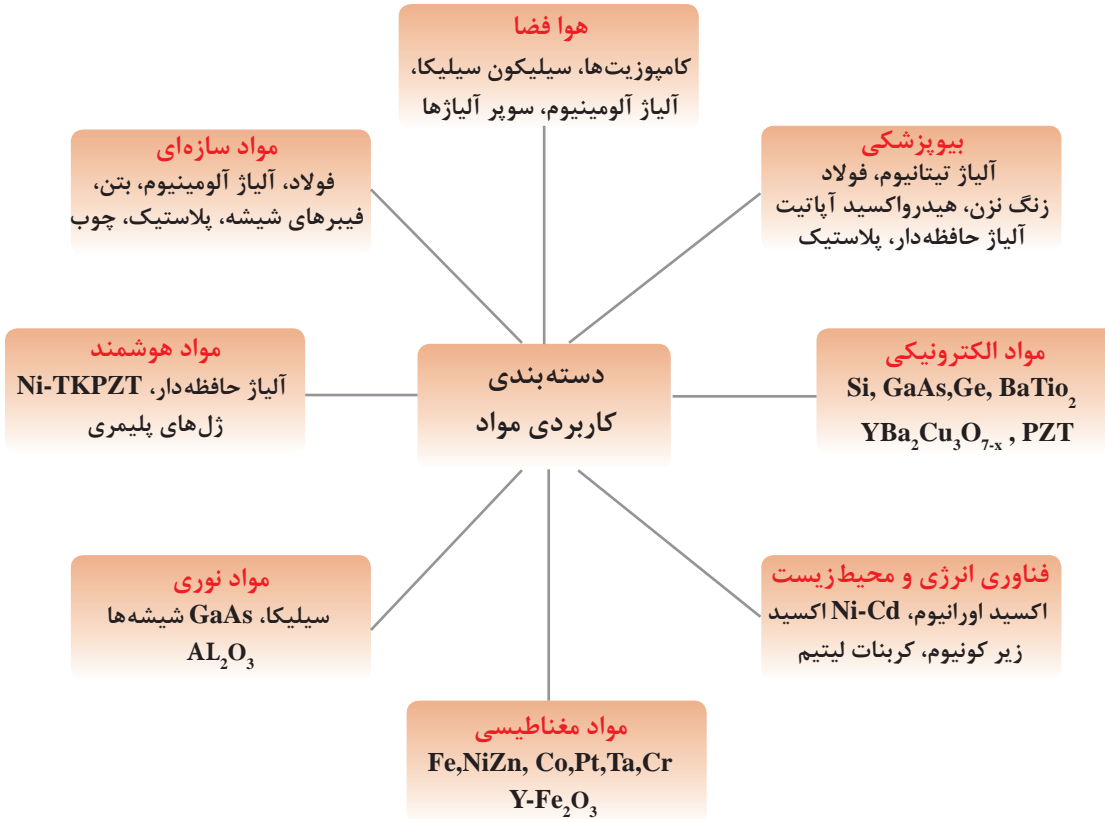 هوا فضا
کامپوزیت‌ها، سیلیکون سیلیکا،
آلیاژ آلومینیوم، سوپر آلیاژها
بیوپزشکی
آلیاژ تیتانیوم، فولاد
زنگ نزن، هیدرواکسید آپاتیت
آلیاژ حافظه‌دار، پلاستیک
مواد سازه‌ای
فولاد، آلیاژ آلومینیوم، بتن،
فیبرهای شیشه، پلاستیک، چوب
دسته‌بندی
کاربردی مواد
مواد الکترونیکی
Si, GaAs,Ge, BaTio₂
YBa₂Cu₃O₇₋ₓ , PZT
مواد هوشمند
آلیاژ حافظه‌دار، Ni-TKPZT
ژل‌های پلیمری
فناوری انرژی و محیط‌زیست
اکسید اورانیوم، Ni-Cd اکسید
زیر کونیوم، کربنات لیتیم
مواد نوری
سیلیکا، GaAs شیشه‌ها
AL₂O₃
مواد مغناطیسی
Fe,NiZn, Co,Pt,Ta,Cr
Y-Fe₂O₃